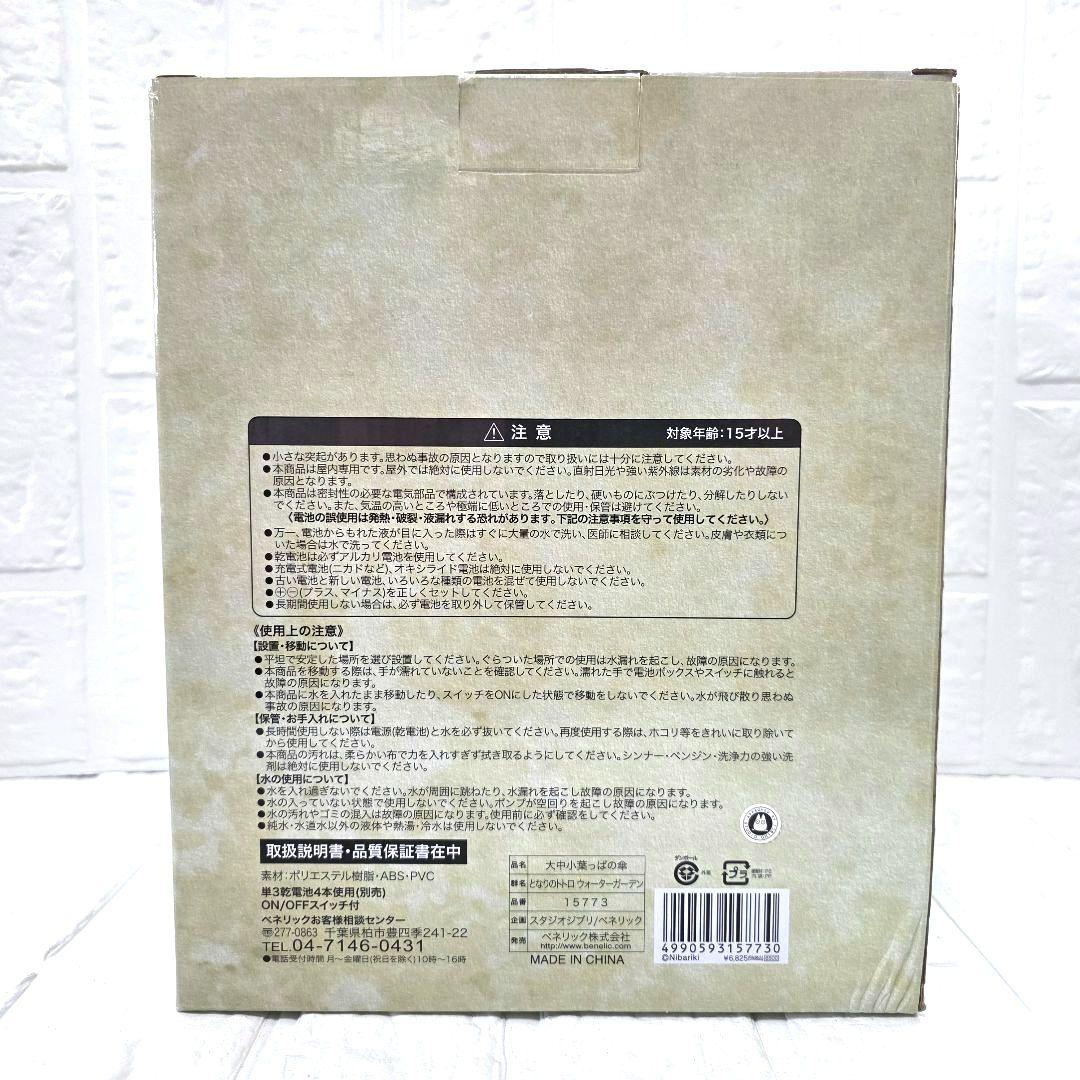 注意 対象年齢：15才以上
●小さな突起があります。思わぬ事故の原因となりますので取り扱いには十分に注意してください。
●本商品は屋内専用です。屋外では絶対に使用しないでください。直射日光や強い紫外線は素材の劣化や故障の
原因となります。
●本商品は密封性の必要な電気部品で構成されています。落としたり、硬いものにぶつけたり、分解したりしない
でください。また、気温の高いところや極端に低いところでの使用・保管は避けてください。
〈電池の誤使用は発熱・破裂・液漏れする恐れがあります。下記の注意事項を守って使用してください。〉
●万一、電池からもれた液が目に入った際はすぐに大量の水で洗い、医師に相談してください。皮膚や衣類につ
いた場合は水で洗ってください。
●乾電池は必ずアルカリ電池を使用してください。
●充電式電池(ニカドなど)、オキシライド電池は絶対に使用しないでください。
●古い電池と新しい電池、いろいろな種類の電池を混ぜて使用しないでください。
●⊕⊖(プラス、マイナス)を正しくセットしてください。
●長期間使用しない場合は、必ず電池を取り外して保管してください。
《使用上の注意》
【設置・移動について】
●平坦で安定した場所を選び設置してください。ぐらついた場所での使用は水漏れを起こし、故障の原因になります。
●本商品を移動する際は、手が濡れていないことを確認してください。濡れた手で電池ボックスやスイッチに触れると
故障の原因になります。
●本商品に水を入れたまま移動したり、スイッチをONにした状態で移動をしないでください。水が飛び散り思わぬ
事故の原因になります。
【保管・お手入れについて】
●長時間使用しない際は電源(乾電池)と水を必ず抜いてください。再度使用する際は、ホコリ等をきれいに取り除いて
から使用してください。
●本商品の汚れは、柔らかい布で力を入れすぎず拭き取るようにしてください。シンナー・ベンジン・洗浄力の強い洗
剤は絶対に使用しないでください。
【水の使用について】
●水を入れ過ぎないでください。水が周囲に跳ねたり、水漏れを起こし故障の原因になります。
●水の入っていない状態で使用しないでください。ポンプが空回りを起こし故障の原因になります。
●水の汚れやゴミの混入は故障の原因になります。使用前に必ず確認をしてください。
●純水・水道水以外の液体や熱湯・冷水は使用しないでください。
取扱説明書・品質保証書在中
素材：ポリエステル樹脂・ABS・PVC
単3乾電池4本使用(別売)
ON/OFFスイッチ付
ベネリックお客様相談センター
〒277-0863 千葉県柏市豊四季241-22
TEL.04-7146-0431
●電話受付時間 月〜金曜日(祝日を除く)10時〜16時
品名 大中小葉っぱの傘
群名 となりのトトロ ウォーターガーデン
品番 15773
企画 スタジオジブリ/ベネリック
発売 ベネリック株式会社
http://www.benelic.com
MADE IN CHINA
ダンボール
外箱
プラ
4990593157730
©Nibariki ¥6,825